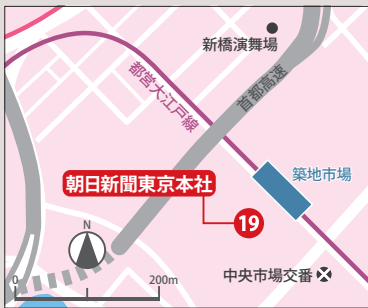 新橋演舞場
都営大江戸線
首都高速
築地市場
朝日新聞東京本社
19
N
中央市場交番
0
200m